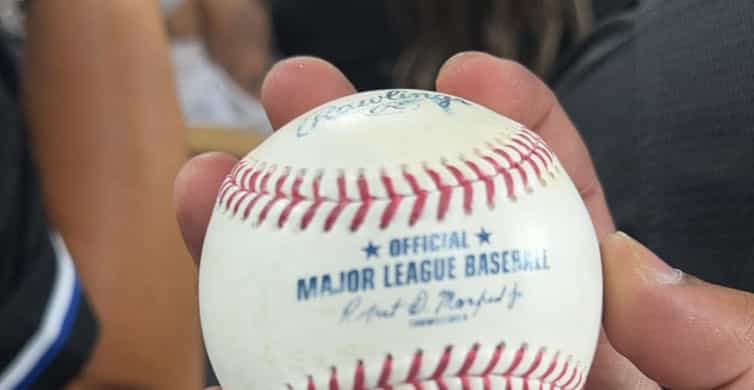 Rawlings
★ OFFICIAL ★
MAJOR LEAGUE BASEBALL
Robert D. Manfred Jr.